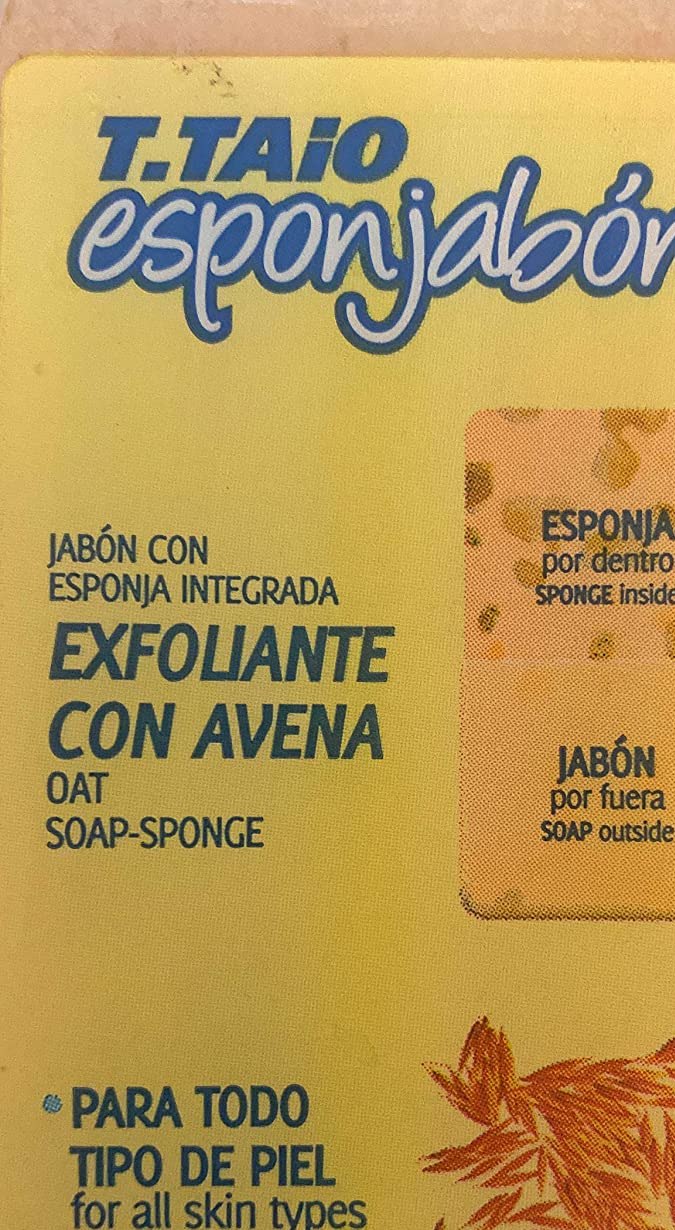 T.TAiO
esponjabón
JABÓN CON
ESPONJA INTEGRADA
EXFOLIANTE
CON AVENA
OAT
SOAP-SPONGE
ESPONJA
por dentro
SPONGE inside
JABÓN
por fuera
SOAP outside
PARA TODO
TIPO DE PIEL
for all skin types